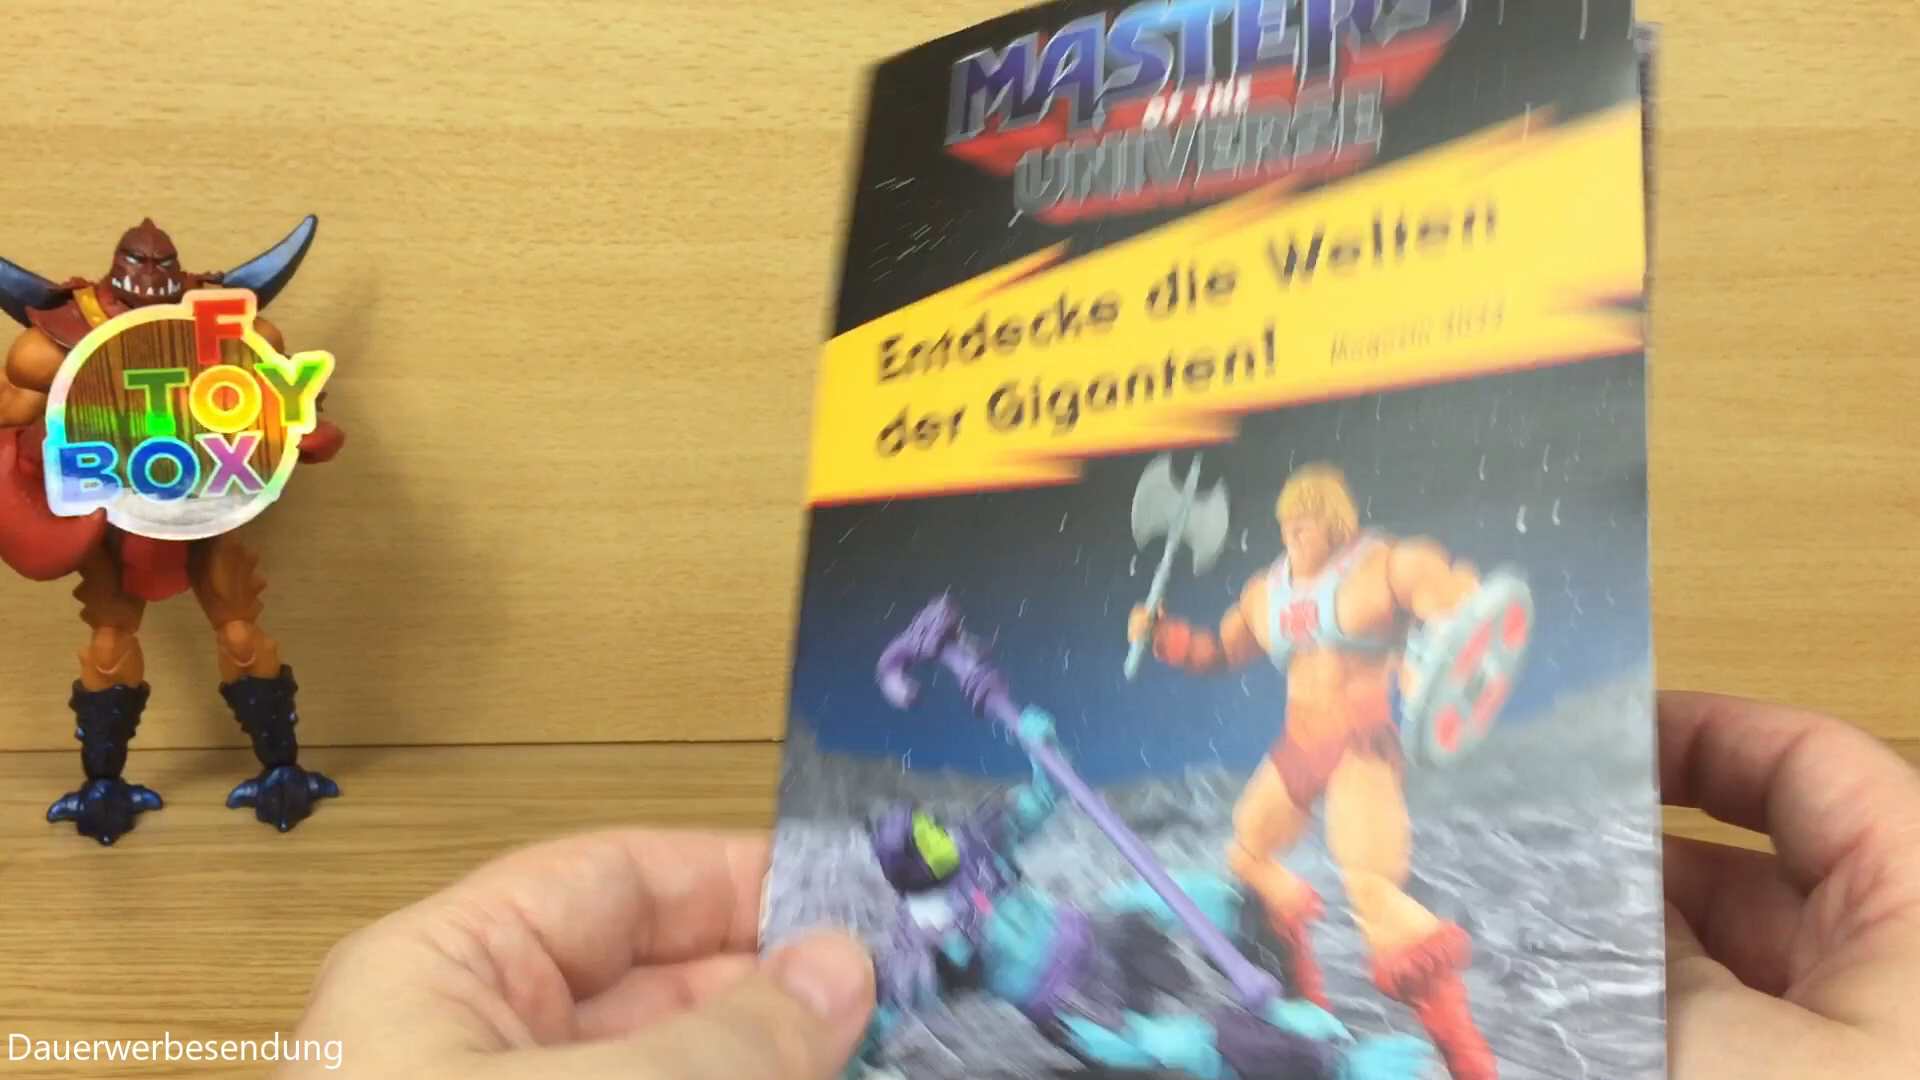 MASTERS
OF THE
UNIVERSE
Entdecke die Welten
der Giganten!
F
TOY
BOX
Dauerwerbesendung